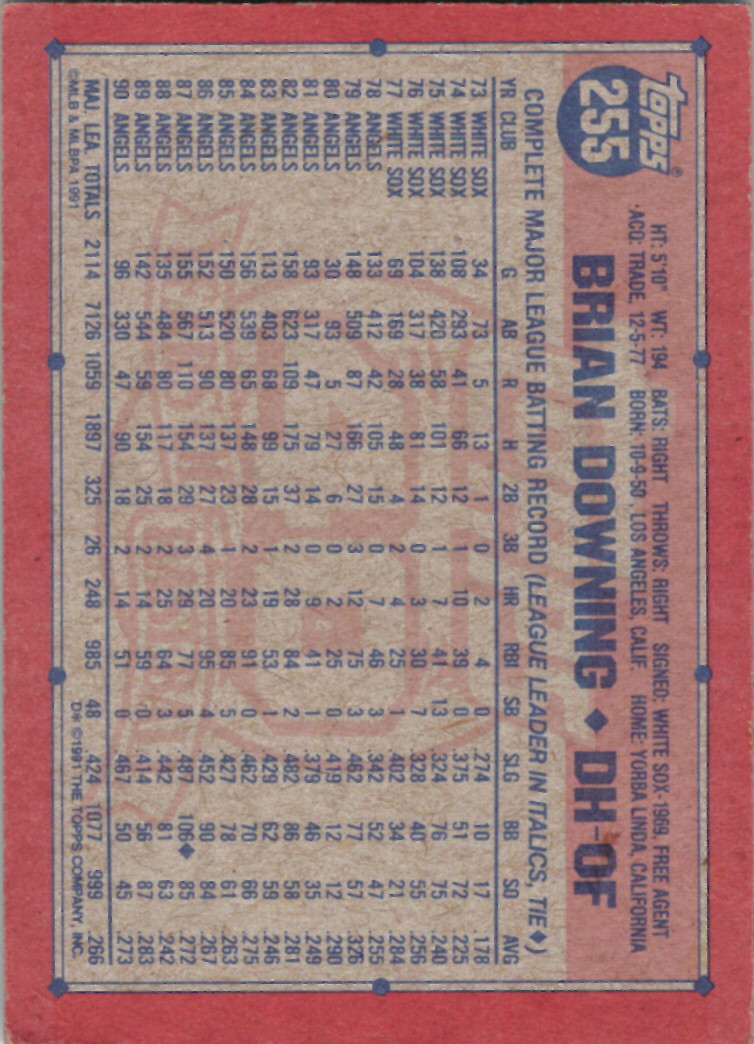 topps®
255
HT: 5'10" WT: 194 BATS: RIGHT THROWS: RIGHT SIGNED: WHITE SOX-1969, FREE AGENT
ACQ: TRADE, 12-5-77 BORN: 10-9-50, LOS ANGELES, CALIF. HOME: YORBA LINDA, CALIFORNIA
BRIAN DOWNING ◆ DH-OF
COMPLETE MAJOR LEAGUE BATTING RECORD (LEAGUE LEADER IN ITALICS, TIE◆)
YR CLUB G AB R H 2B 3B HR RBI SB SLG BB SO AVG
73 WHITE SOX 34 73 5 13 1 0 2 4 0 .274 10 17 .178
74 WHITE SOX 108 293 41 66 12 1 10 39 0 .375 51 72 .225
75 WHITE SOX 138 420 58 101 12 1 7 41 13 .324 76 75 .240
76 WHITE SOX 104 317 38 81 14 0 3 30 7 .328 40 55 .256
77 WHITE SOX 69 169 28 48 4 2 4 25 1 .402 34 21 .284
78 ANGELS 133 412 42 105 15 0 7 46 3 .342 52 47 .255
79 ANGELS 148 509 87 166 27 3 12 75 3 .462 77 57 .326
80 ANGELS 30 93 5 27 6 0 2 25 0 .419 12 12 .290
81 ANGELS 93 317 47 79 14 0 9 41 1 .379 46 35 .249
82 ANGELS 158 623 109 175 37 2 28 84 2 .482 86 58 .281
83 ANGELS 113 403 68 99 15 1 19 53 1 .429 62 59 .246
84 ANGELS 156 539 65 148 28 2 23 91 0 .462 70 66 .275
85 ANGELS 150 520 80 137 23 1 20 85 5 .427 78 61 .263
86 ANGELS 152 513 90 137 27 4 20 95 4 .452 90 84 .267
87 ANGELS 155 567 110 154 29 3 29 77 5 .487 106◆ 85 .272
88 ANGELS 135 484 80 117 18 2 25 64 3 .442 81 63 .242
89 ANGELS 142 544 59 154 25 2 14 59 0 .414 56 87 .283
90 ANGELS 96 330 47 90 18 2 14 51 0 .467 50 45 .273
MAJ. LEA. TOTALS 2114 7126 1059 1897 325 26 248 985 48 .424 1077 999 .266
©MLB & MLBPA 1991 D* ©1991 THE TOPPS COMPANY, INC.